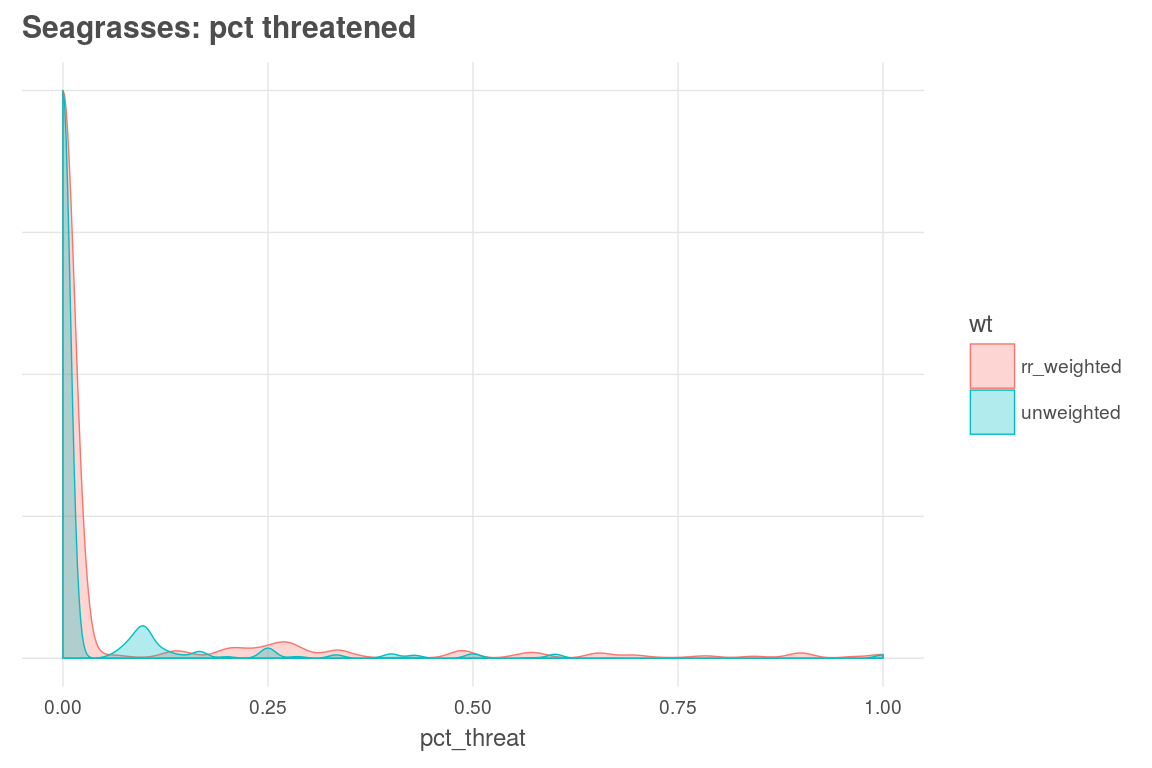 Seagrasses: pct threatened
wt
rr_weighted
unweighted
0.00 0.25 0.50 0.75 1.00
pct_threat